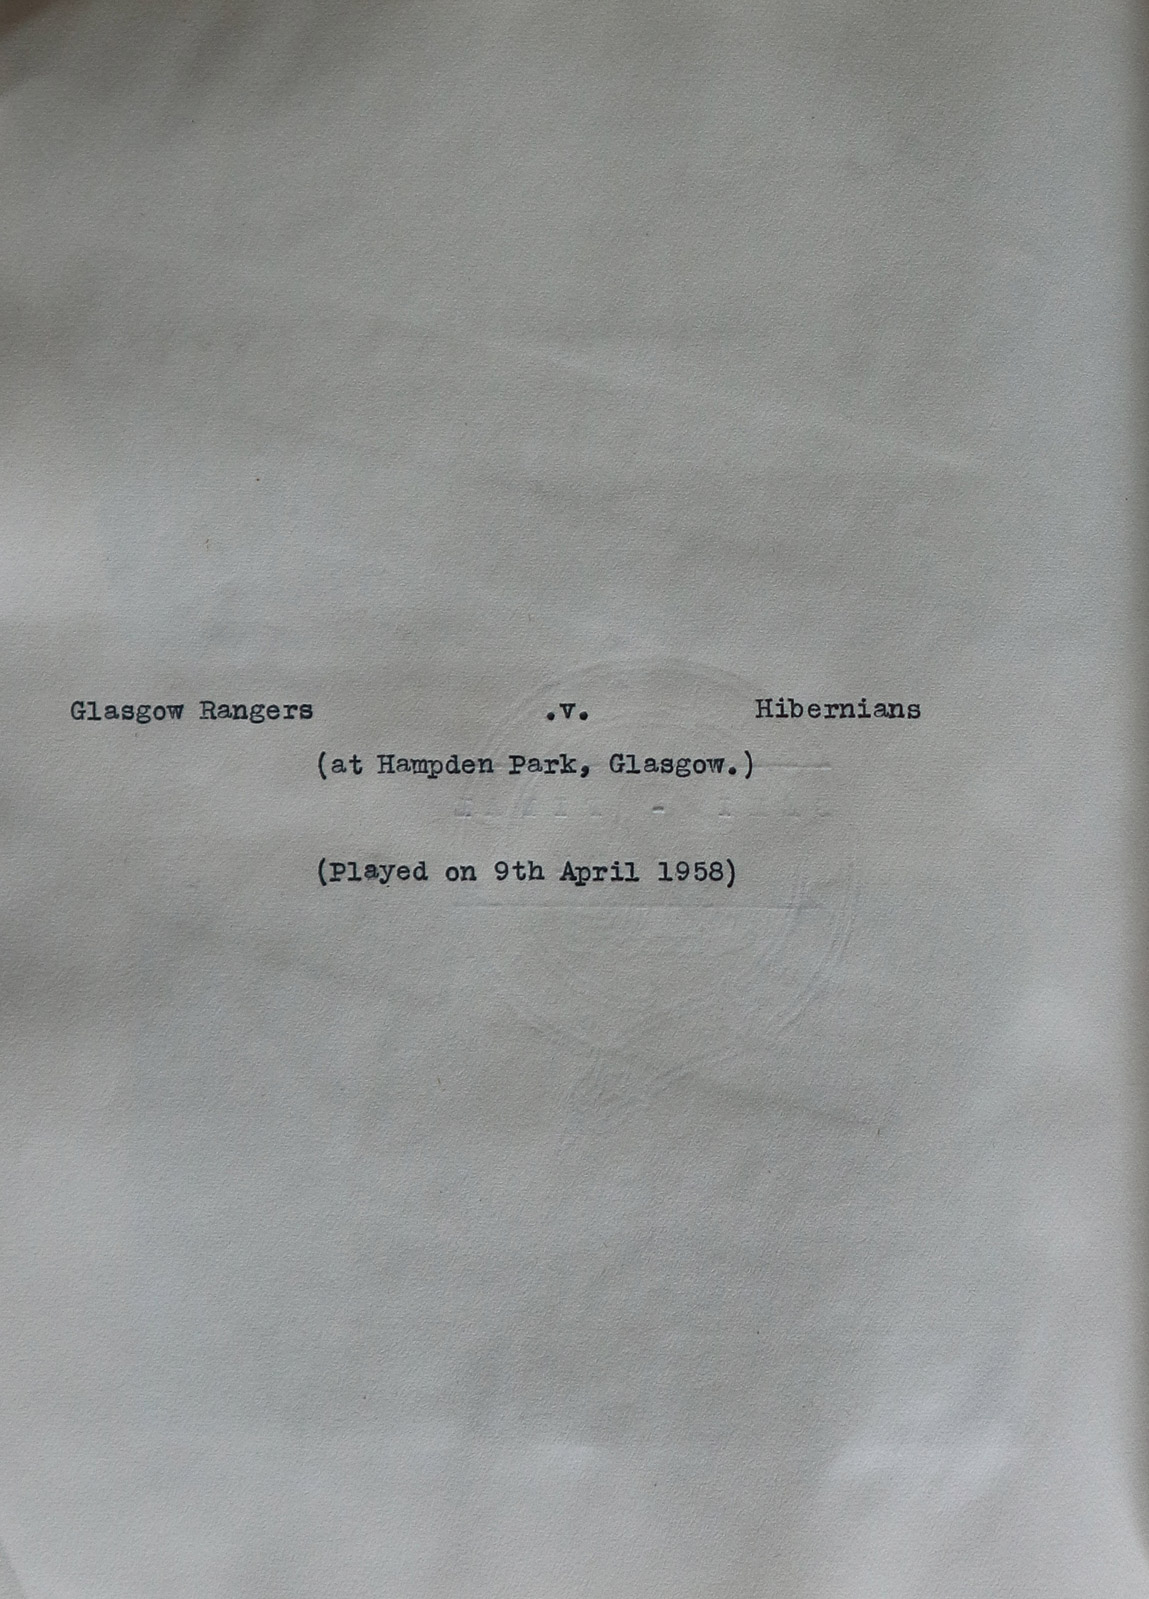 Glasgow Rangers .v. Hibernians
(at Hampden Park, Glasgow.)
(Played on 9th April 1958)